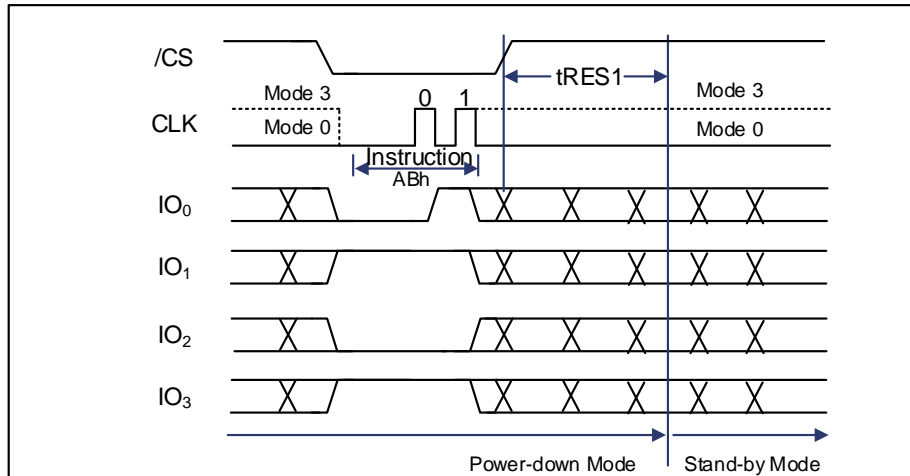 /CS
tRES1
Mode 3
0 1
Mode 3
CLK
Mode 0
Mode 0
Instruction
ABh
IO₀
IO₁
IO₂
IO₃
Power-down Mode
Stand-by Mode